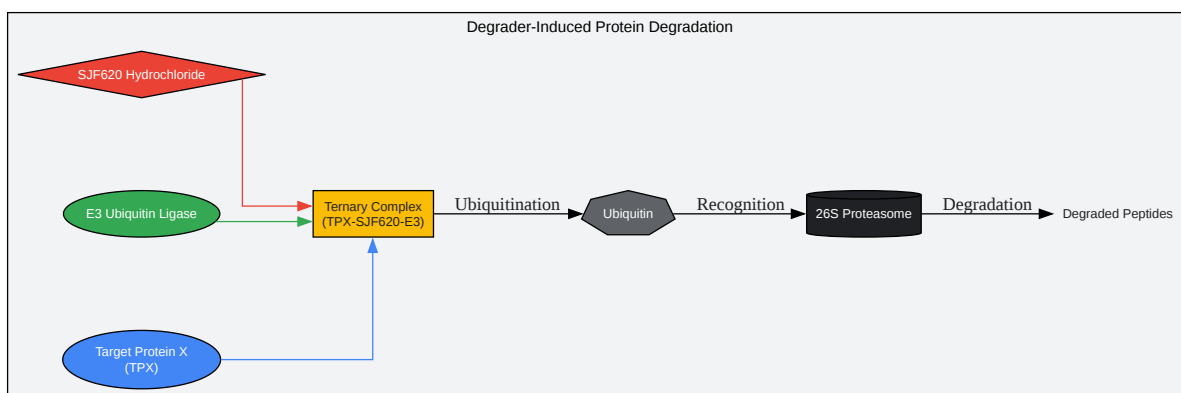 Degrader-Induced Protein Degradation
SJF620 Hydrochloride
E3 Ubiquitin Ligase
Ternary Complex
(TPX-SJF620-E3)
Ubiquitination
Ubiquitin
Recognition
26S Proteasome
Degradation
Degraded Peptides
Target Protein X
(TPX)